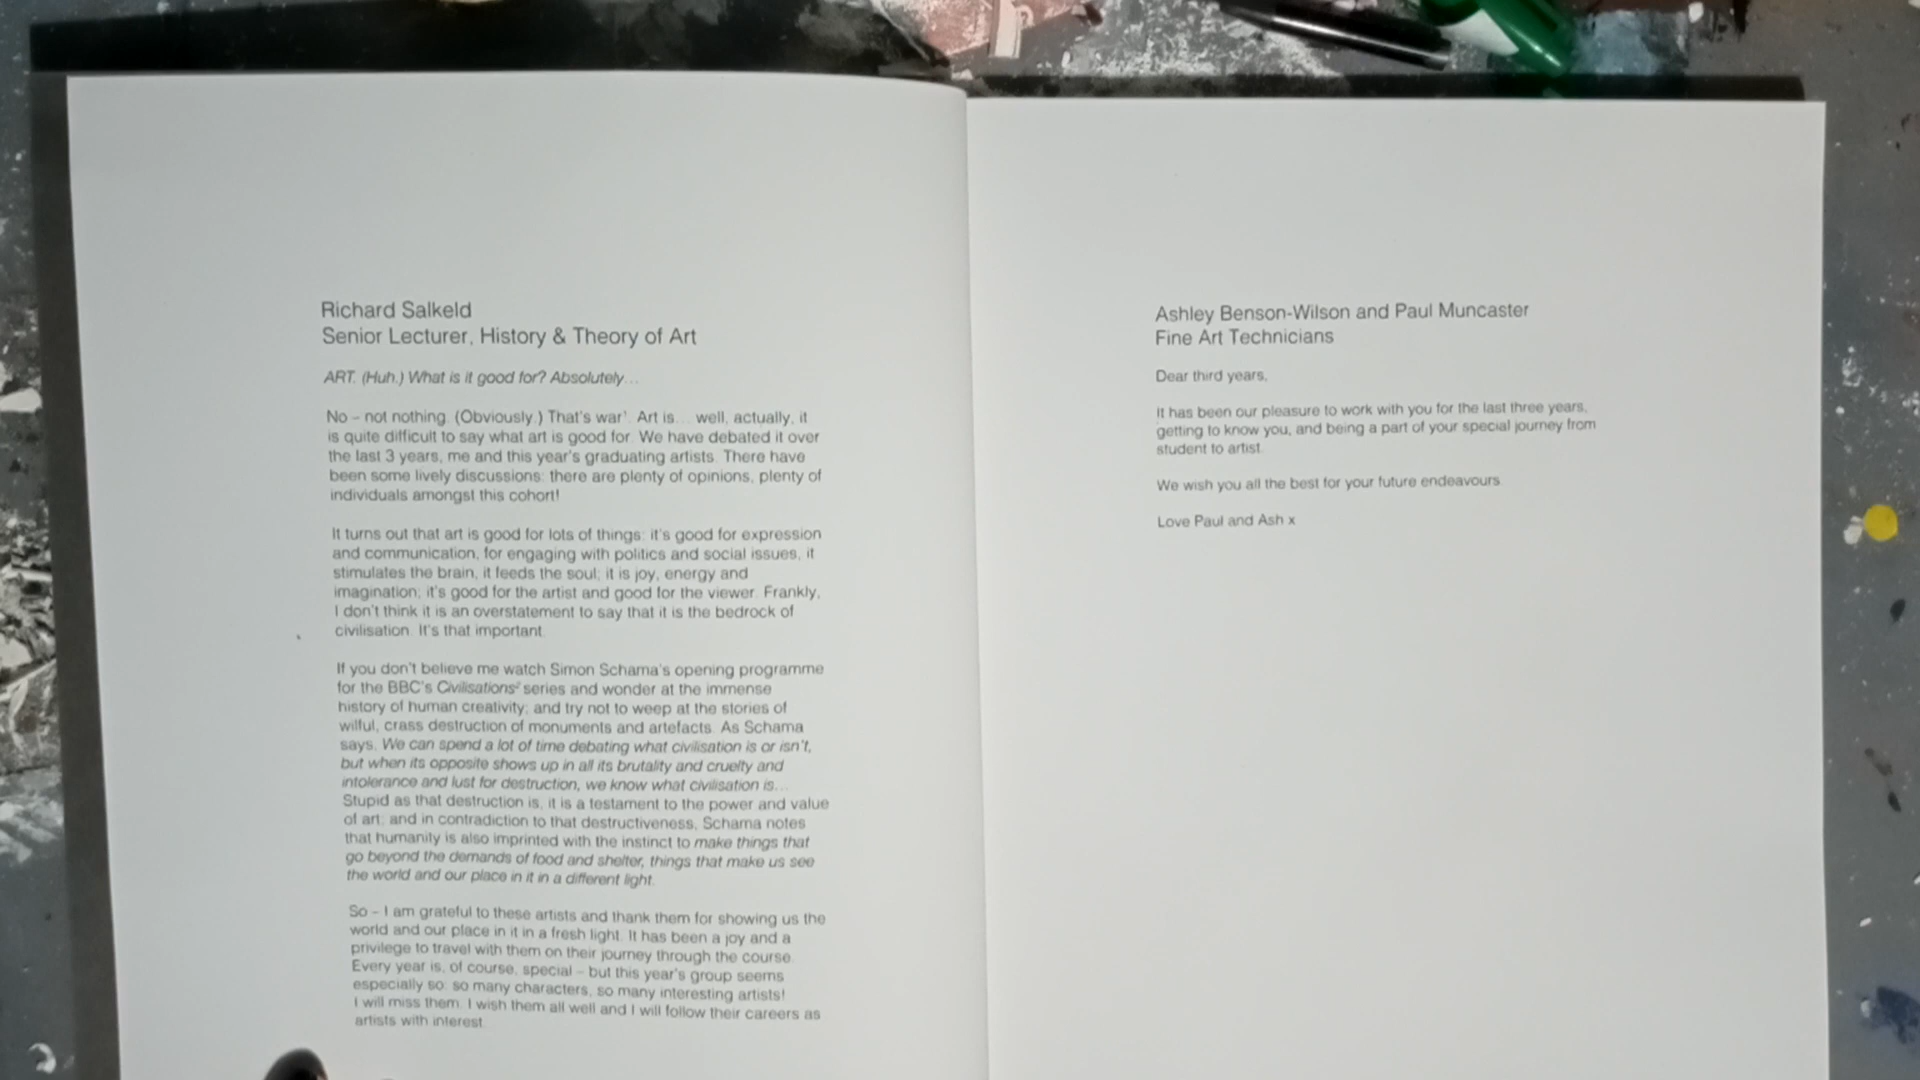 Richard Salkeld
Senior Lecturer, History & Theory of Art
ART. (Huh.) What is it good for? Absolutely...
No – not nothing. (Obviously.) That's war¹. Art is... well, actually, it
is quite difficult to say what art is good for. We have debated it over
the last 3 years, me and this year's graduating artists. There have
been some lively discussions: there are plenty of opinions, plenty of
individuals amongst this cohort!
It turns out that art is good for lots of things: it's good for expression
and communication, for engaging with politics and social issues, it
stimulates the brain, it feeds the soul; it is joy, energy and
imagination; it's good for the artist and good for the viewer. Frankly,
I don't think it is an overstatement to say that it is the bedrock of
civilisation. It's that important.
If you don't believe me watch Simon Schama's opening programme
for the BBC's Civilisations² series and wonder at the immense
history of human creativity; and try not to weep at the stories of
wilful, crass destruction of monuments and artefacts. As Schama
says, We can spend a lot of time debating what civilisation is or isn't,
but when its opposite shows up in all its brutality and cruelty and
intolerance and lust for destruction, we know what civilisation is...
Stupid as that destruction is, it is a testament to the power and value
of art; and in contradiction to that destructiveness, Schama notes
that humanity is also imprinted with the instinct to make things that
go beyond the demands of food and shelter, things that make us see
the world and our place in it in a different light.
So – I am grateful to these artists and thank them for showing us the
world and our place in it in a fresh light. It has been a joy and a
privilege to travel with them on their journey through the course.
Every year is, of course, special – but this year's group seems
especially so: so many characters, so many interesting artists!
I will miss them. I wish them all well and I will follow their careers as
artists with interest.
Ashley Benson-Wilson and Paul Muncaster
Fine Art Technicians
Dear third years,
It has been our pleasure to work with you for the last three years,
getting to know you, and being a part of your special journey from
student to artist.
We wish you all the best for your future endeavours.
Love Paul and Ash x